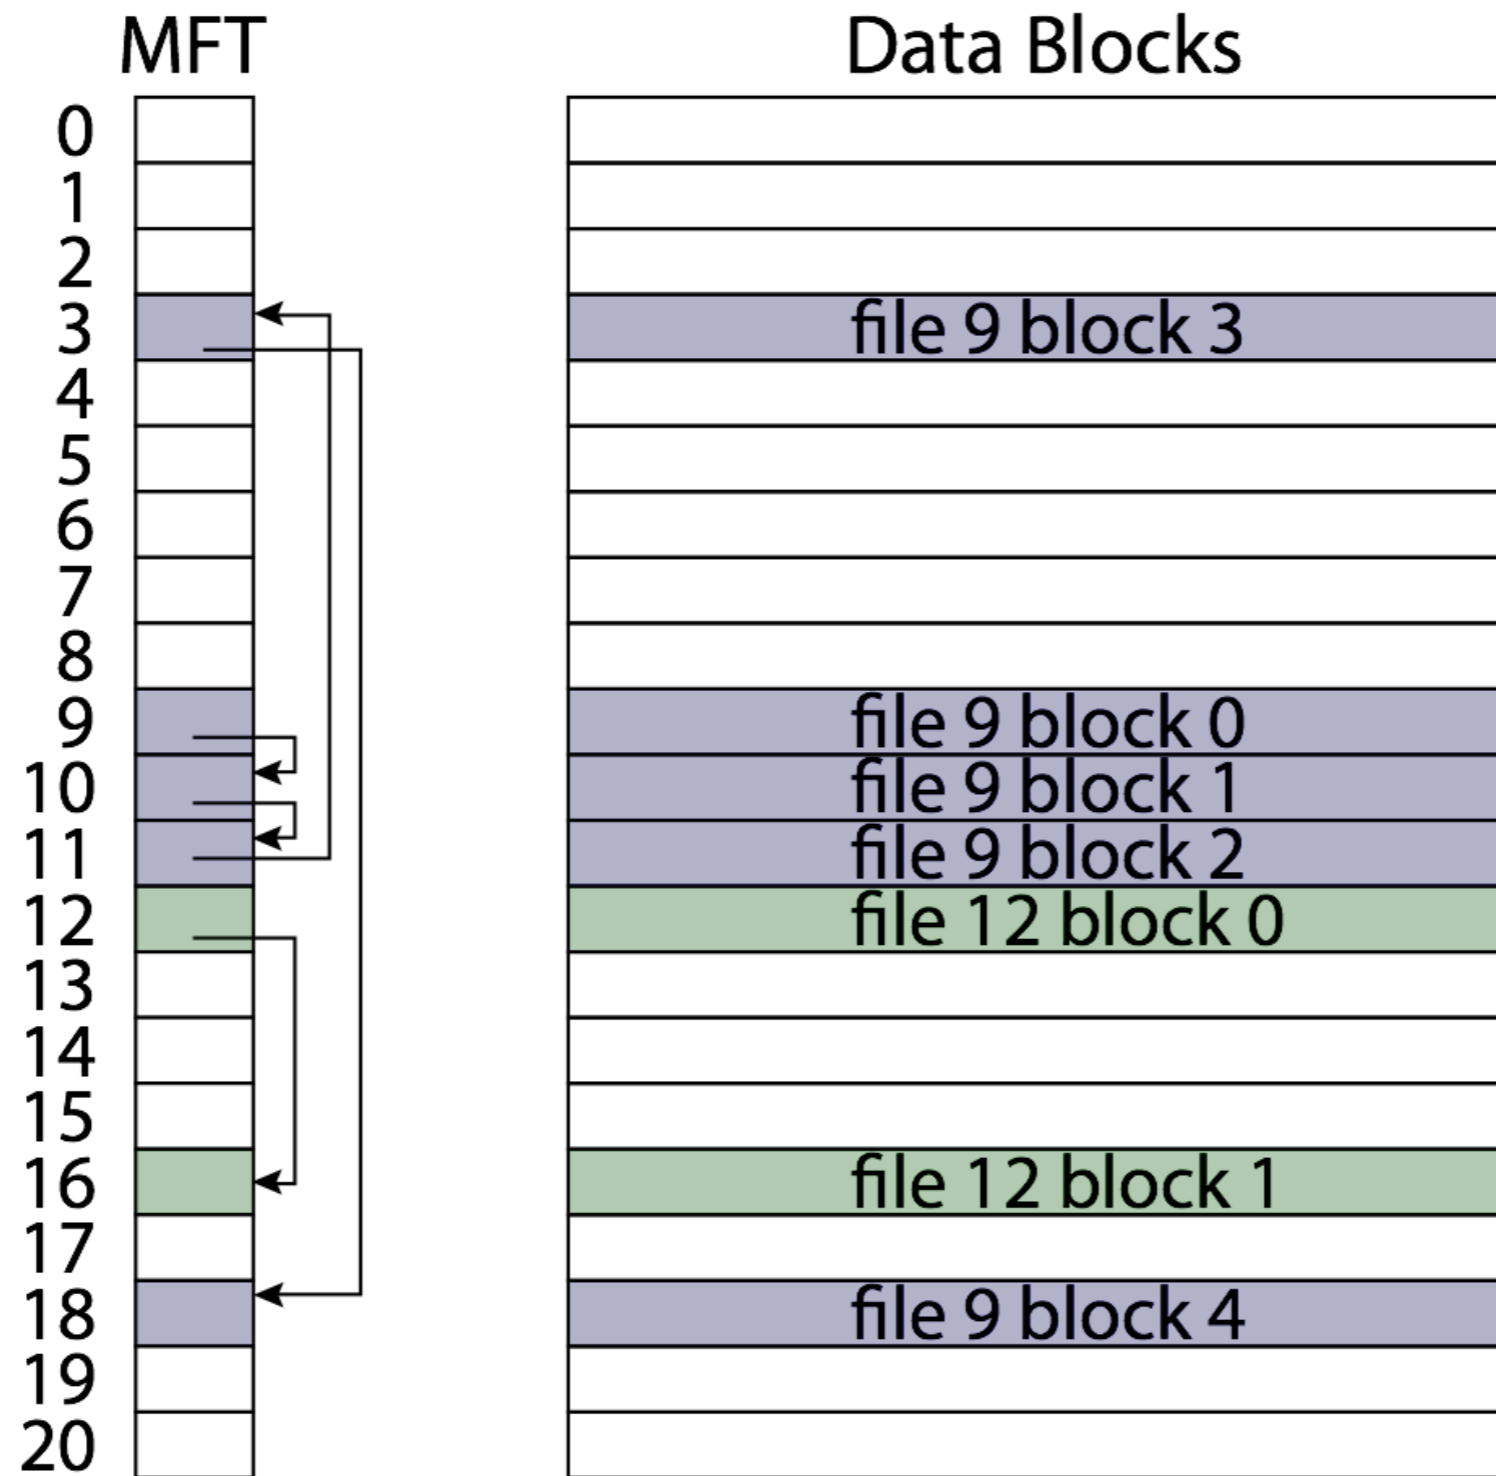 MFT Data Blocks
0
1
2
3 file 9 block 3
4
5
6
7
8
9 file 9 block 0
10 file 9 block 1
11 file 9 block 2
12 file 12 block 0
13
14
15
16 file 12 block 1
17
18 file 9 block 4
19
20